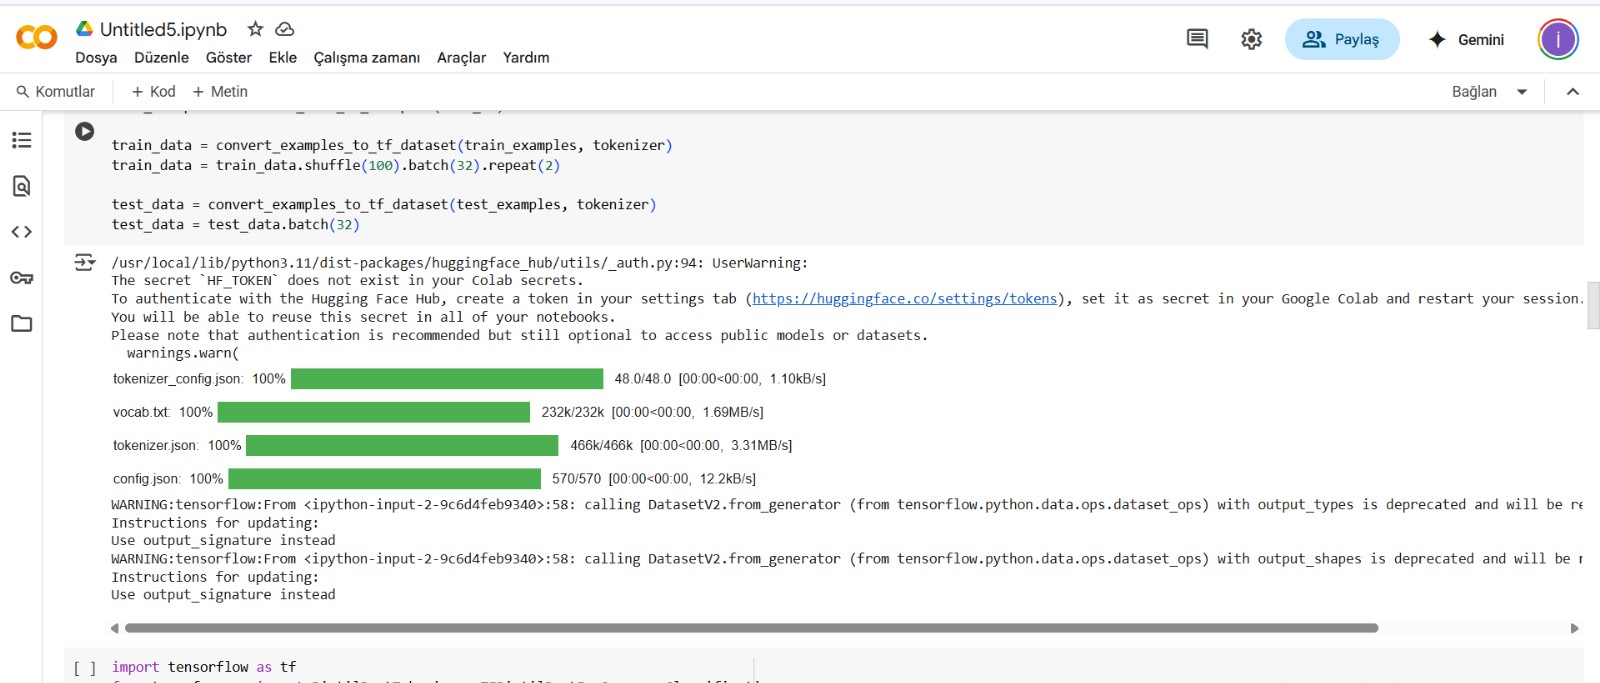 Untitled5.ipynb
Paylaş
Gemini
i
Dosya Düzenle Göster Ekle Çalışma zamanı Araçlar Yardım
Komutlar + Kod + Metin Bağlan
train_data = convert_examples_to_tf_dataset(train_examples, tokenizer)
train_data = train_data.shuffle(100).batch(32).repeat(2)
test_data = convert_examples_to_tf_dataset(test_examples, tokenizer)
test_data = test_data.batch(32)
/usr/local/lib/python3.11/dist-packages/huggingface_hub/utils/_auth.py:94: UserWarning:
The secret `HF_TOKEN` does not exist in your Colab secrets.
To authenticate with the Hugging Face Hub, create a token in your settings tab (https://huggingface.co/settings/tokens), set it as secret in your Google Colab and restart your session.
You will be able to reuse this secret in all of your notebooks.
Please note that authentication is recommended but still optional to access public models or datasets.
warnings.warn(
tokenizer_config.json: 100% 48.0/48.0 [00:00<00:00, 1.10kB/s]
vocab.txt: 100% 232k/232k [00:00<00:00, 1.69MB/s]
tokenizer.json: 100% 466k/466k [00:00<00:00, 3.31MB/s]
config.json: 100% 570/570 [00:00<00:00, 12.2kB/s]
WARNING:tensorflow:From <ipython-input-2-9c6d4feb9340>:58: calling DatasetV2.from_generator (from tensorflow.python.data.ops.dataset_ops) with output_types is deprecated and will be re
Instructions for updating:
Use output_signature instead
WARNING:tensorflow:From <ipython-input-2-9c6d4feb9340>:58: calling DatasetV2.from_generator (from tensorflow.python.data.ops.dataset_ops) with output_shapes is deprecated and will be
Instructions for updating:
Use output_signature instead
[ ] import tensorflow as tf